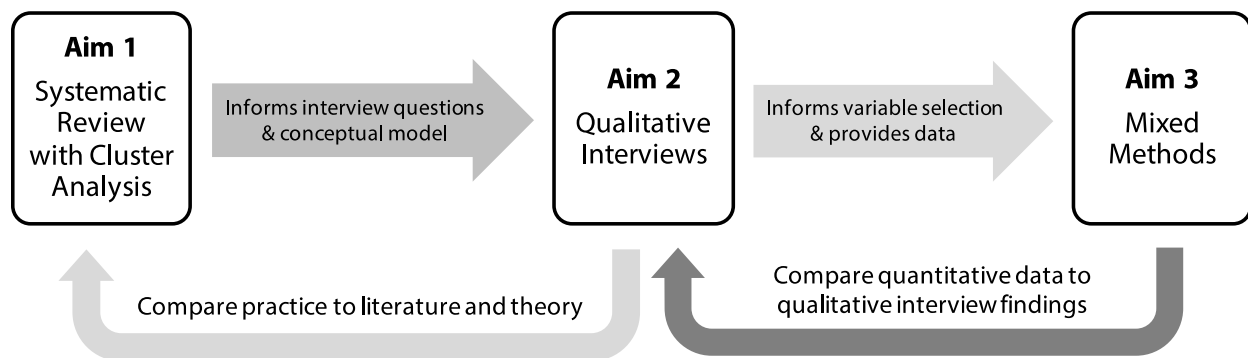 Aim 1
Systematic
Review
with Cluster
Analysis
Informs interview questions
& conceptual model
Aim 2
Qualitative
Interviews
Informs variable selection
& provides data
Aim 3
Mixed
Methods
Compare practice to literature and theory
Compare quantitative data to
qualitative interview findings